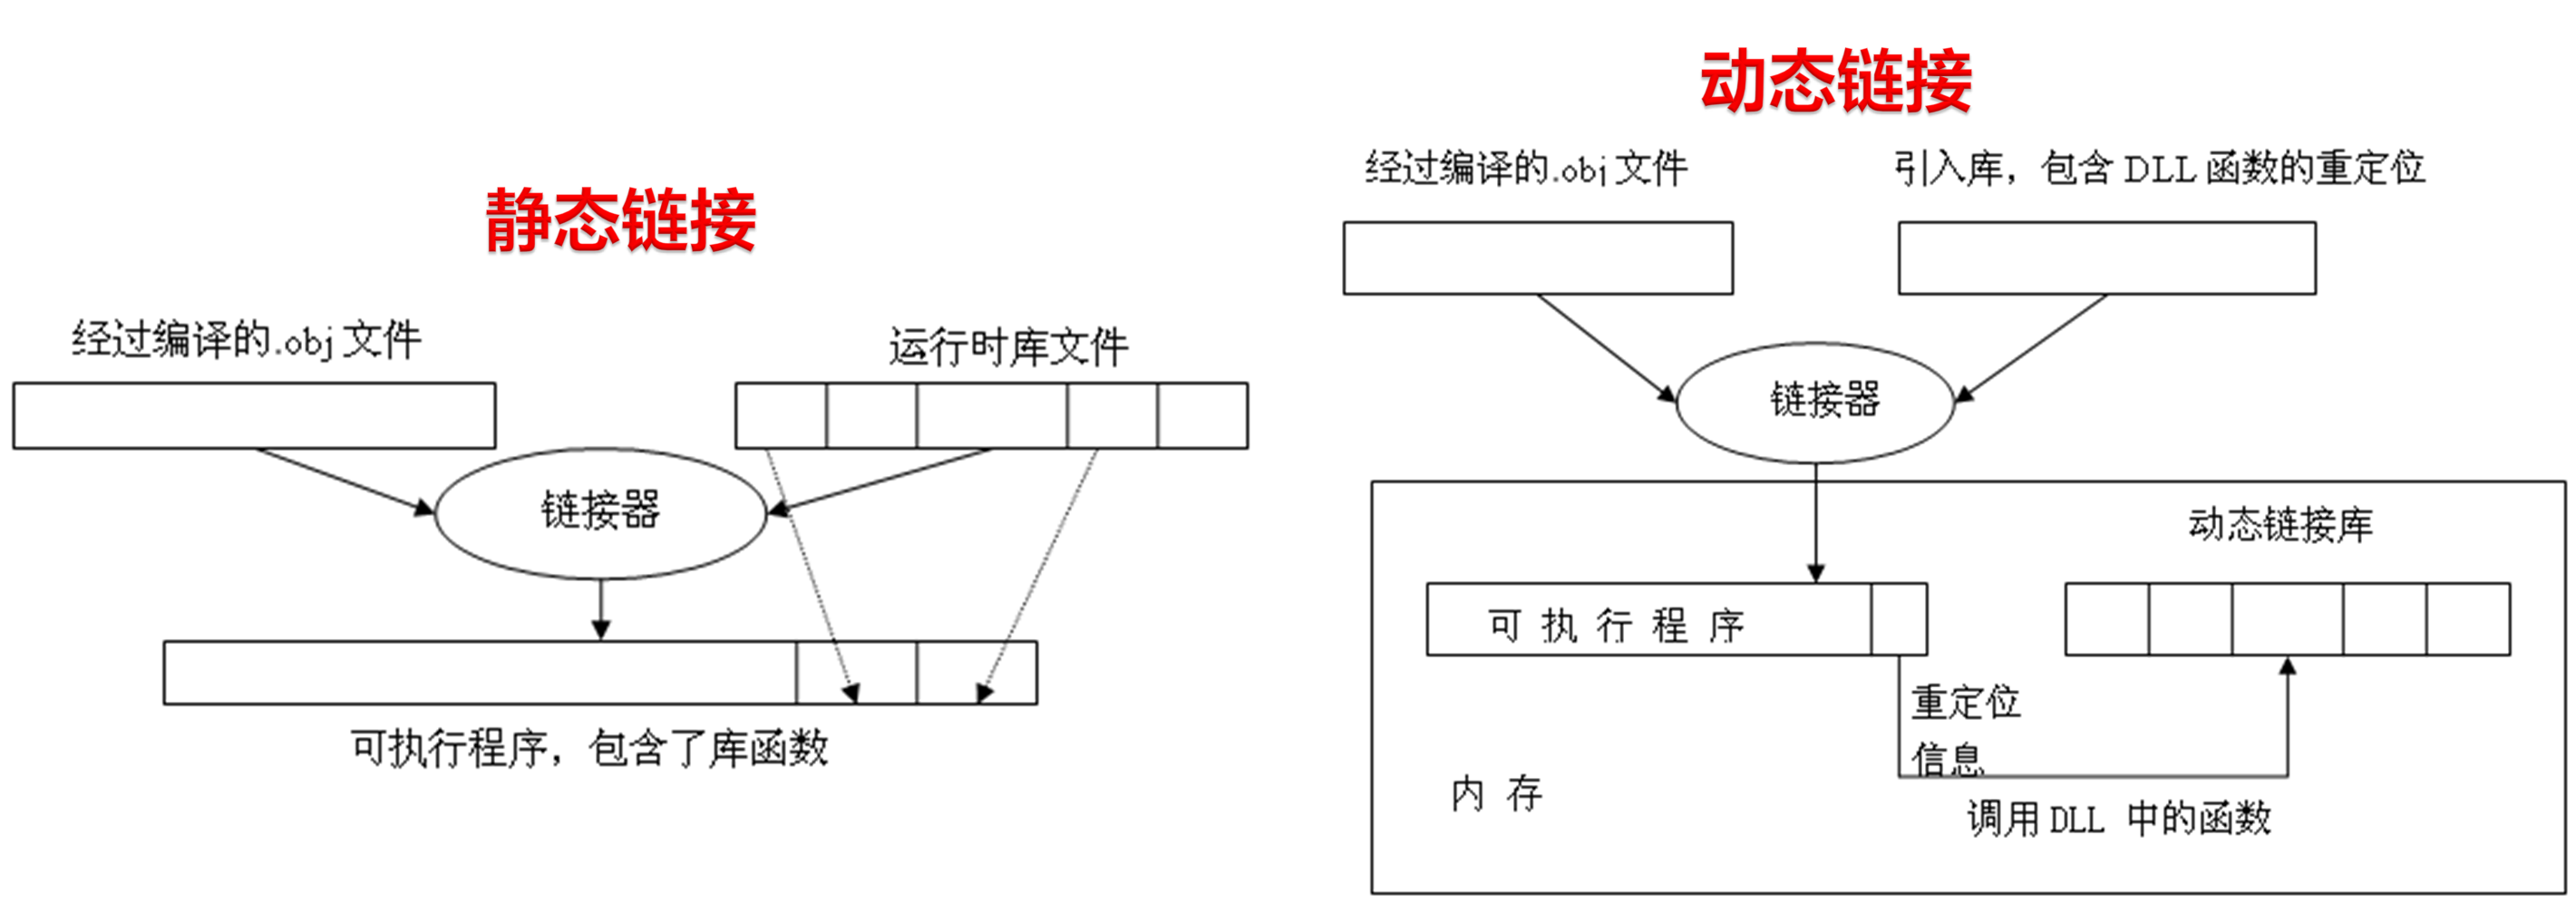 静态链接
经过编译的.obj 文件
运行时库文件
链接器
可执行程序，包含了库函数
动态链接
经过编译的.obj 文件
引入库，包含 DLL 函数的重定位
链接器
动态链接库
可 执 行 程 序
重定位
信息
内 存
调用 DLL 中的函数